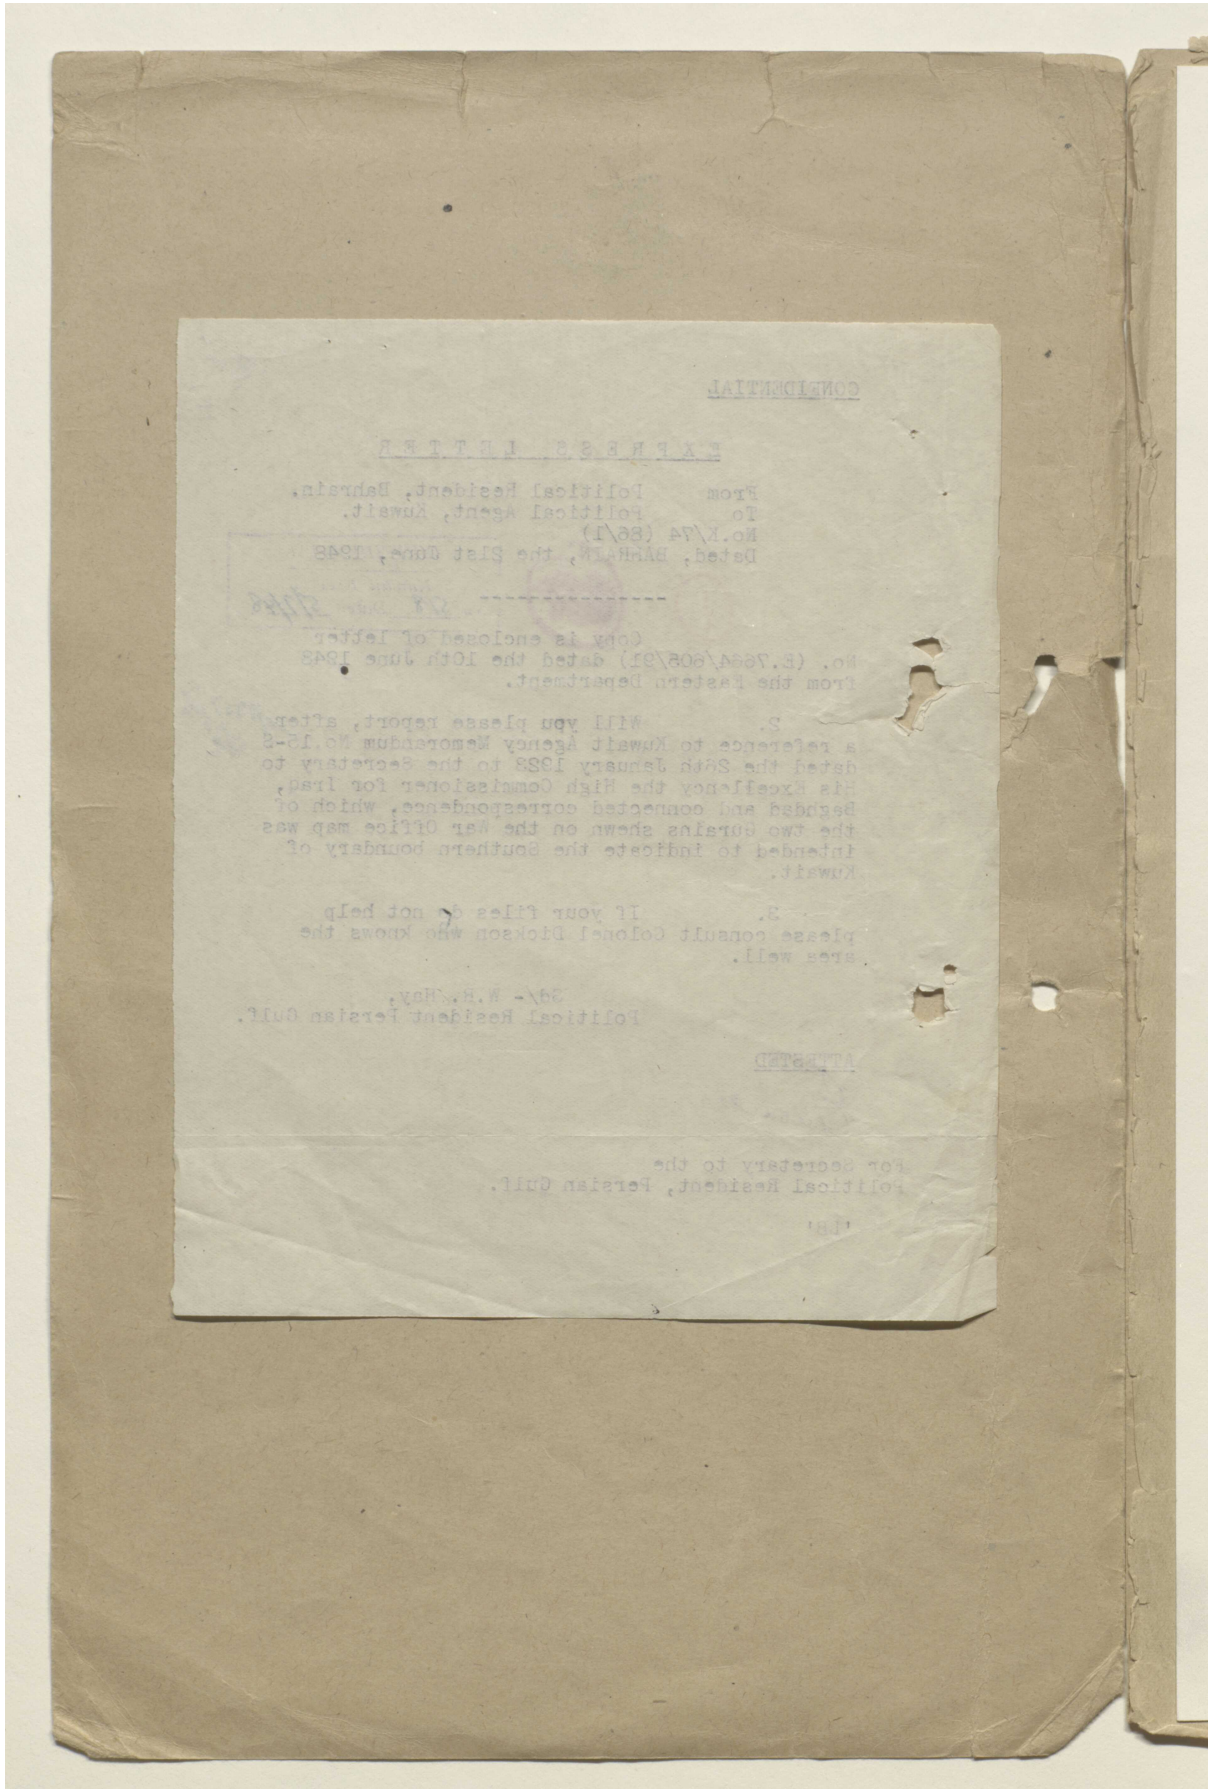 CONFIDENTIAL
EXPRESS LETTER
From Political Resident, Bahrain.
To Political Agent, Kuwait.
No.K/74 (86/1)
Dated, BAHRAIN, the 21st June, 1948
---------------
5/7/48
Copy is enclosed of letter
No. (E.7664/605/91) dated the 10th June 1948
from the Eastern Department.
2. Will you please report, after
a reference to Kuwait Agency Memorandum No.15-S
dated the 26th January 1928 to the Secretary to
His Excellency the High Commissioner for Iraq,
Baghdad and connected correspondence, which of
the two Gurains shewn on the War Office map was
intended to indicate the Southern boundary of
Kuwait.
3. If your files do not help
please consult Colonel Dickson who knows the
area well.
Sd/- W.R. Hay,
Political Resident Persian Gulf.
ATTESTED
For Secretary to the
Political Resident, Persian Gulf.